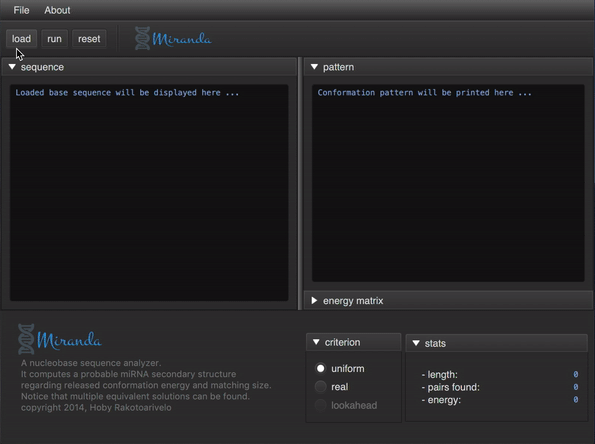 File About
load run reset Miranda
sequence
pattern
Loaded base sequence will be displayed here ...
Conformation pattern will be printed here ...
energy matrix
Miranda
A nucleobase sequence analyzer.
It computes a probable miRNA secondary structure
regarding released conformation energy and matching size.
Notice that multiple equivalent solutions can be found.
copyright 2014, Hoby Rakotoarivelo
criterion
uniform
real
lookahead
stats
- length: 0
- pairs found: 0
- energy: 0